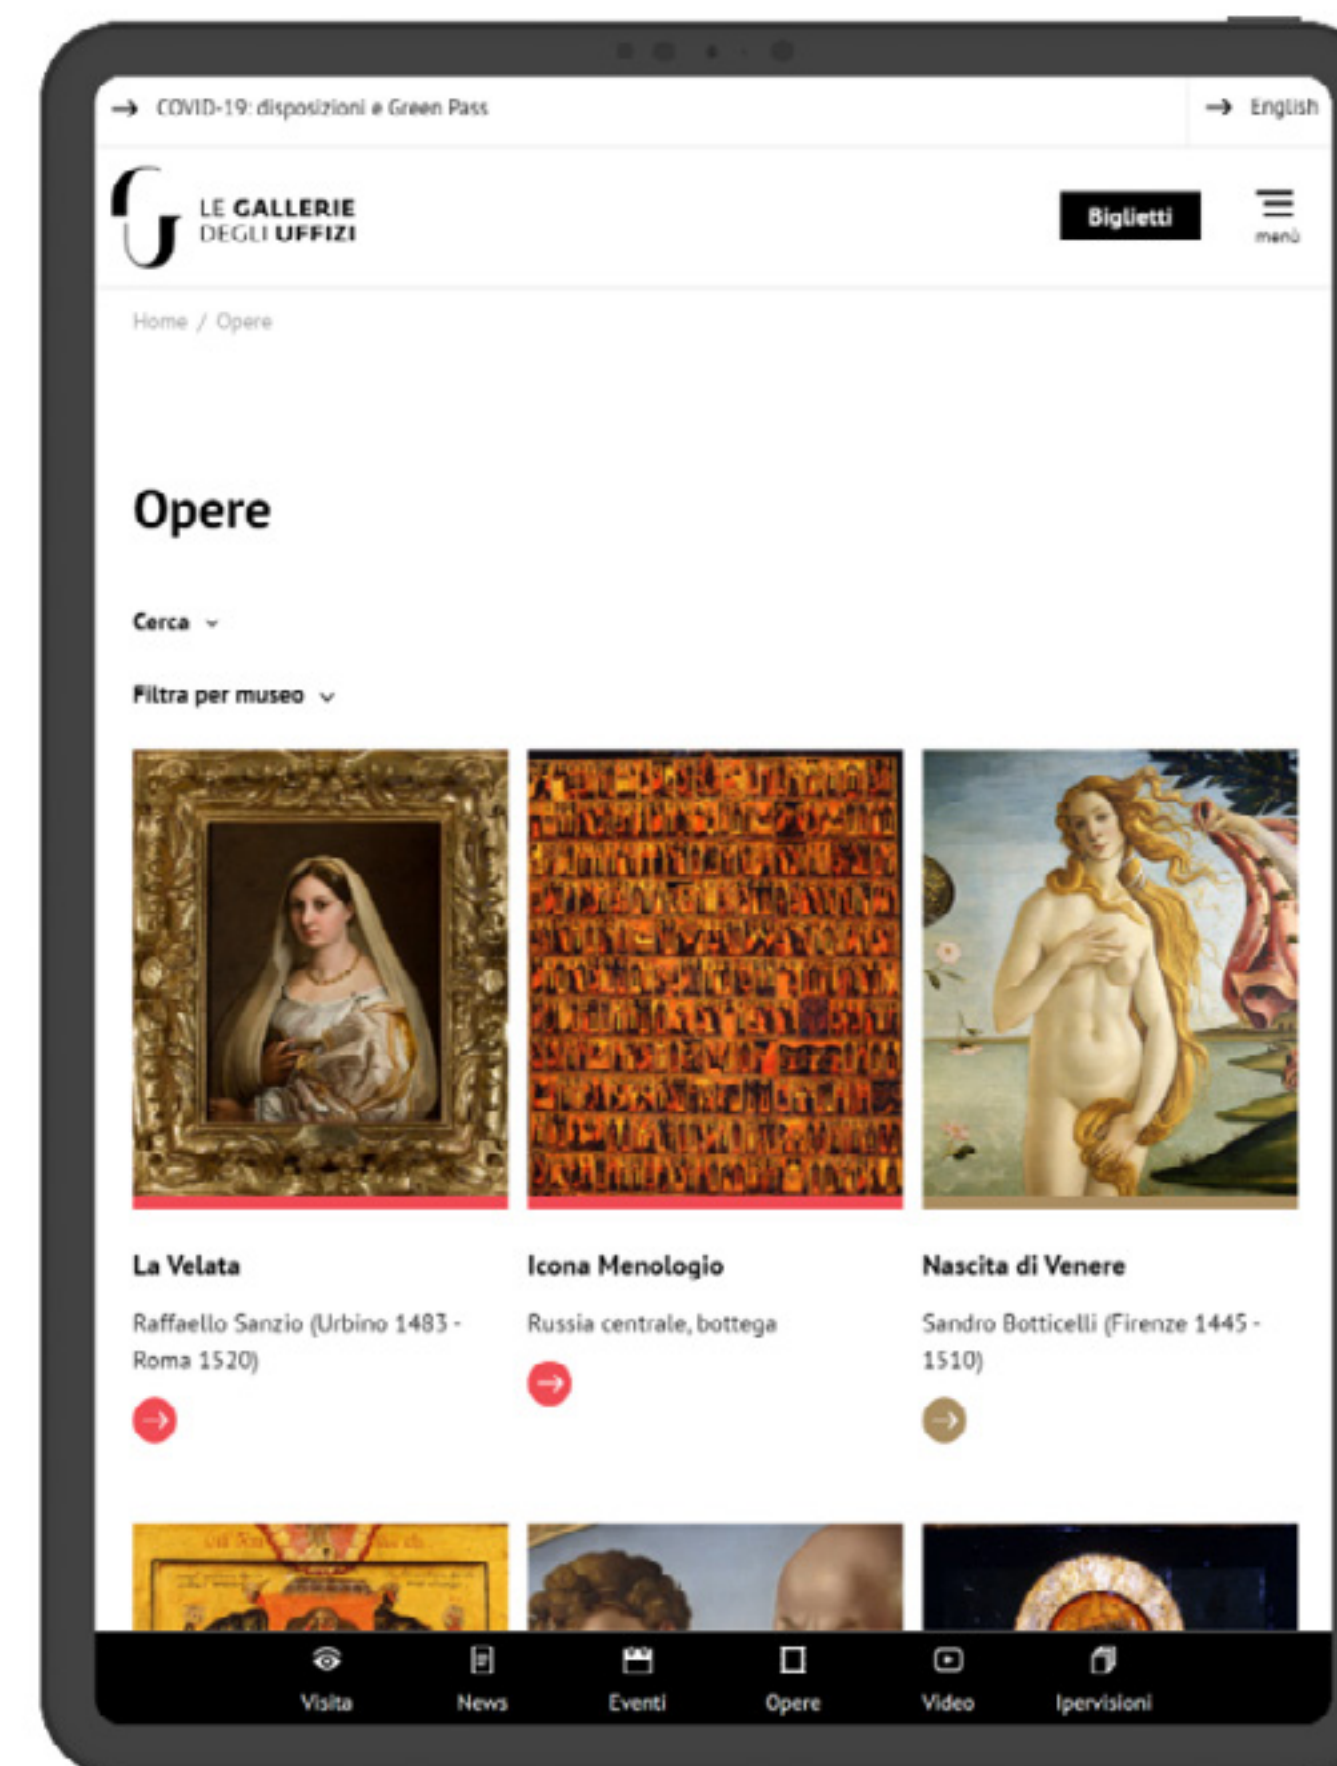 COVID-19: disposizioni e Green Pass
English
LE GALLERIE
DEGLI UFFIZI
Biglietti
menù
Home / Opere
Opere
Cerca
Filtra per museo
La Velata
Raffaello Sanzio (Urbino 1483 -
Roma 1520)
Icona Menologio
Russia centrale, bottega
Nascita di Venere
Sandro Botticelli (Firenze 1445 -
1510)
Visita
News
Eventi
Opere
Video
Ipervisioni